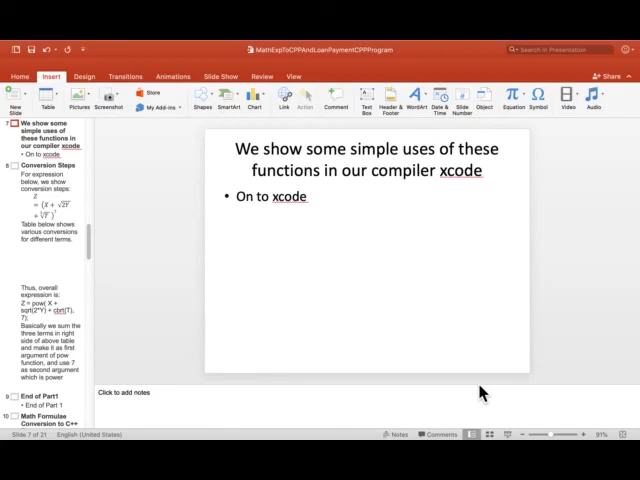 MathExpToCPPAndLoanPaymentCPPProgram
Search in Presentation
Home Insert Design Transitions Animations Slide Show Review View Share
New Slide
Table
Pictures
Screenshot
Store
My Add-ins
Shapes
SmartArt
Chart
Link
Action
Comment
Text Box
Header & Footer
WordArt
Date & Time
Slide Number
Object
Equation
Symbol
Video
Audio
7 We show some
simple uses of
these functions in
our compiler xcode
• On to xcode
8 Conversion Steps
For expression
below, we show
conversion steps:
Z
= (X + √2Y
Table below shows
various conversions
for different terms.
Thus, overall
expression is:
Z = pow( X +
sqrt(2*Y) + cbrt(T),
7);
Basically we sum the
three terms in right
side of above table
and make it as first
argument of pow
function, and use 7
as second argument
which is power
9 End of Part1
• End of Part 1
10 Math Formulae
Conversion to C++
We show some simple uses of these
functions in our compiler xcode
• On to xcode
Click to add notes
Slide 7 of 21 English (United States) Notes Comments 91%